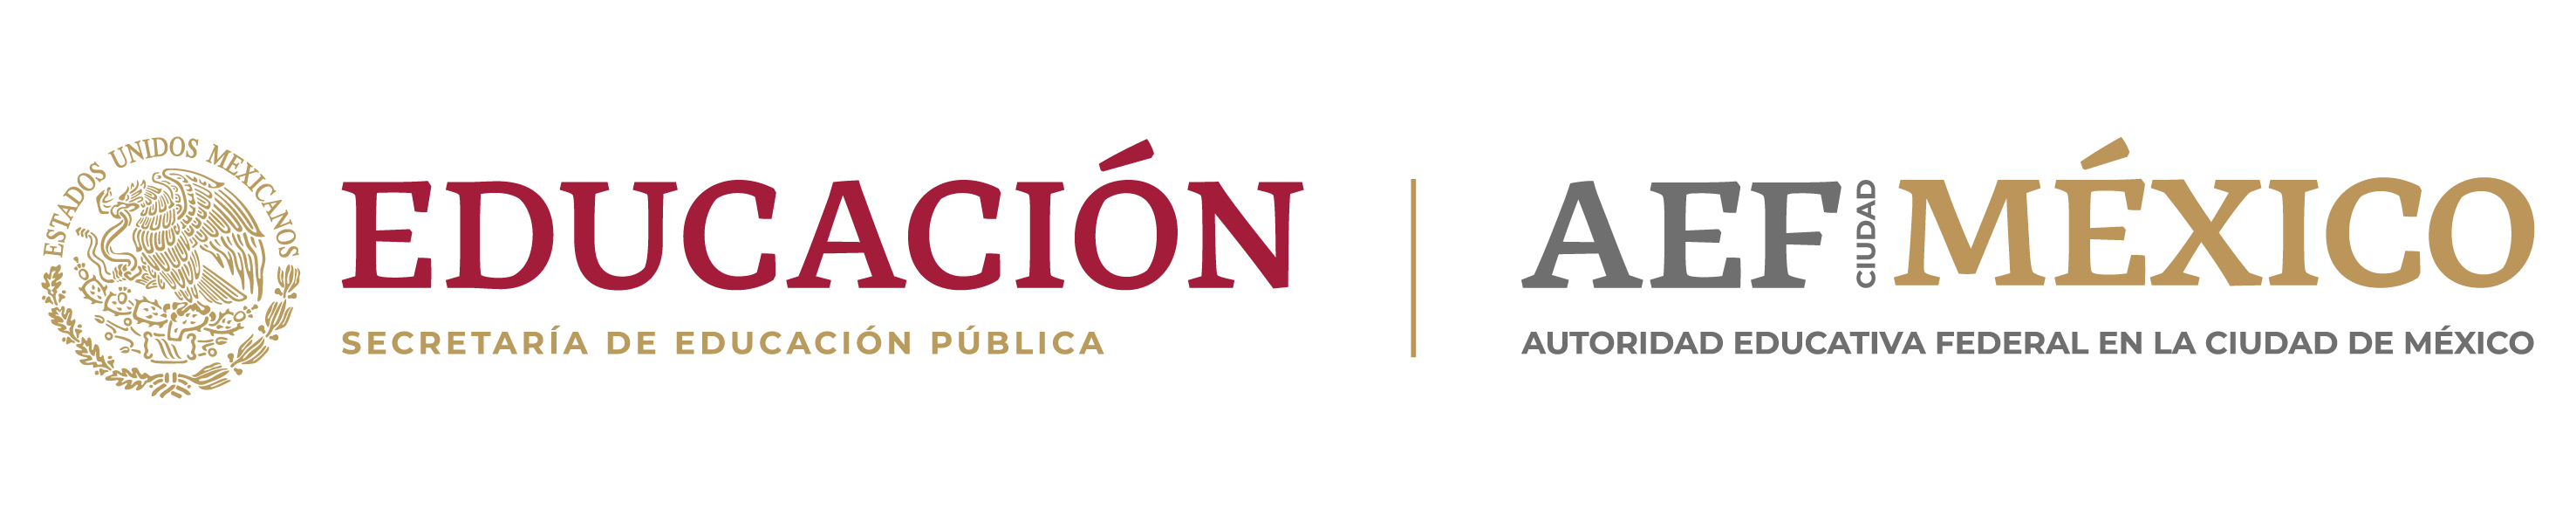 ESTADOS UNIDOS MEXICANOS
EDUCACIÓN
SECRETARÍA DE EDUCACIÓN PÚBLICA
AEF CIUDAD MÉXICO
AUTORIDAD EDUCATIVA FEDERAL EN LA CIUDAD DE MÉXICO